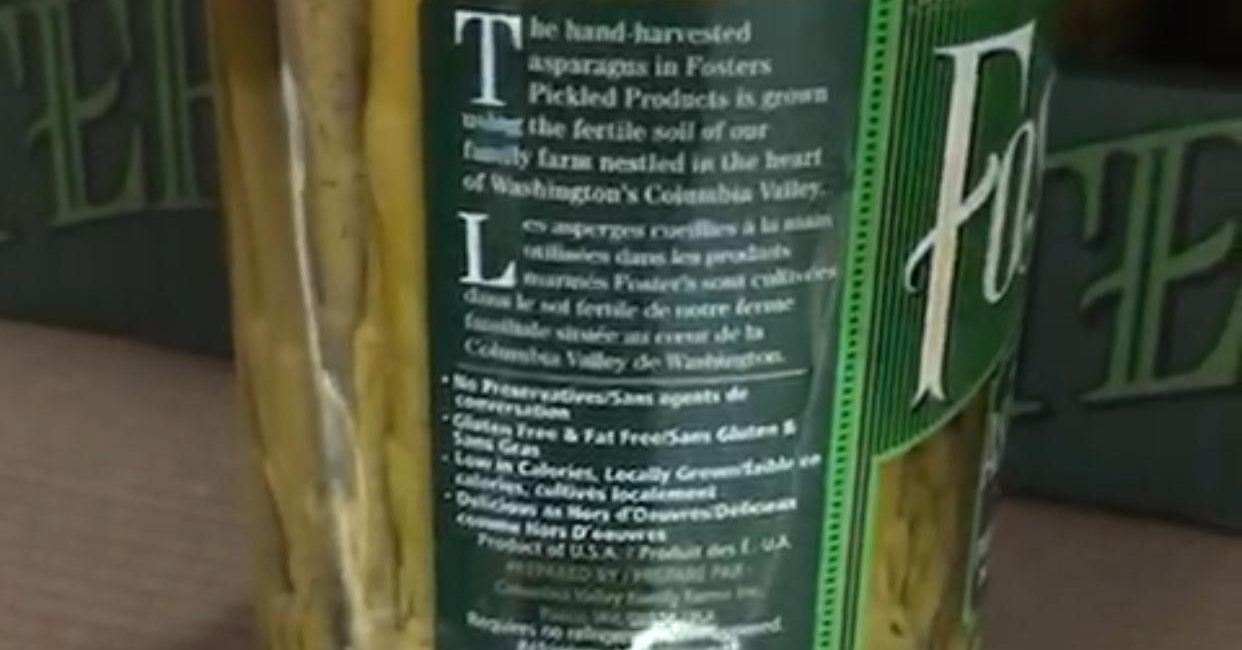 The hand-harvested
asparagus in Fosters
Pickled Products is grown
using the fertile soil of our
family farm nestled in the heart
of Washington's Columbia Valley.
Les asperges cueillies à la main
utilisées dans les produits
marinés Foster's sont cultivées
dans le sol fertile de notre ferme
familiale située au coeur de la
Columbia Valley de Washington.
• No Preservatives/Sans agents de
conversation
• Gluten Free & Fat Free/Sans Gluten &
Sans Gras
• Low in Calories, Locally Grown/faible en
calories, cultivés localement
• Delicious as Hors d'Oeuvres/Délicieux
comme Hors D'oeuvres
Product of U.S.A. / Produit des É.-U.A.
PREPARED BY / PREPARE PAR
Columbia Valley Family Farms Inc.
Requires no
Fos